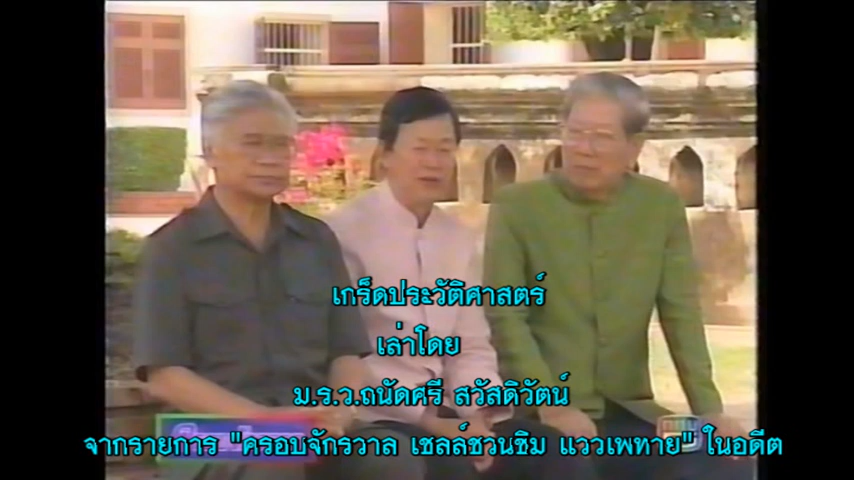 เกร็ดประวัติศาสตร์
เล่าโดย
ม.ร.ว.ถนัดศรี สวัสดิวัตน์
จากรายการ "ครอบจักรวาล เชลล์ชวนชิม แววเพทาย" ในอดีต